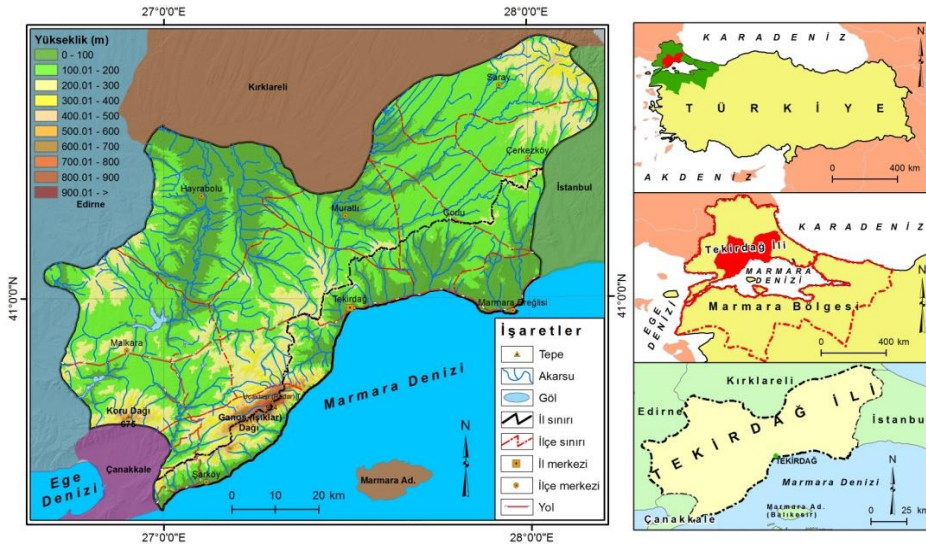 27°0'0"E
28°0'0"E
Yükseklik (m)
0 - 100
100.01 - 200
200.01 - 300
300.01 - 400
400.01 - 500
500.01 - 600
600.01 - 700
700.01 - 800
800.01 - 900
900.01 - >
Edirne
Kırklareli
Saray
Çerkezköy
İstanbul
Hayrabolu
Muratlı
Çorlu
41°0'0"N
41°0'0"N
Tekirdağ
Marmara Ereğlisi
Malkara
Koru Dağı
675
Ganos (Işıklar)
Dağı
Şarköy
Çanakkale
Ege
Denizi
Marmara Denizi
Marmara Ad.
N
0 10 20 km
İşaretler
Tepe
Akarsu
Göl
İl sınırı
İlçe sınırı
İl merkezi
İlçe merkezi
Yol
27°0'0"E
28°0'0"E
KARADENİZ
N
TÜRKİYE
AKDENİZ
0 400 km
KARADENİZ
Tekirdağ İli
MARMARA
DENİZİ
Marmara Bölgesi
EGE
DENİZİ
N
0 400 km
Kırklareli
Edirne
TEKİRDAĞ İLİ
İstanbul
TEKİRDAĞ
Marmara Denizi
Marmara Ad.
(Balıkesir)
Çanakkale
N
0 25 km